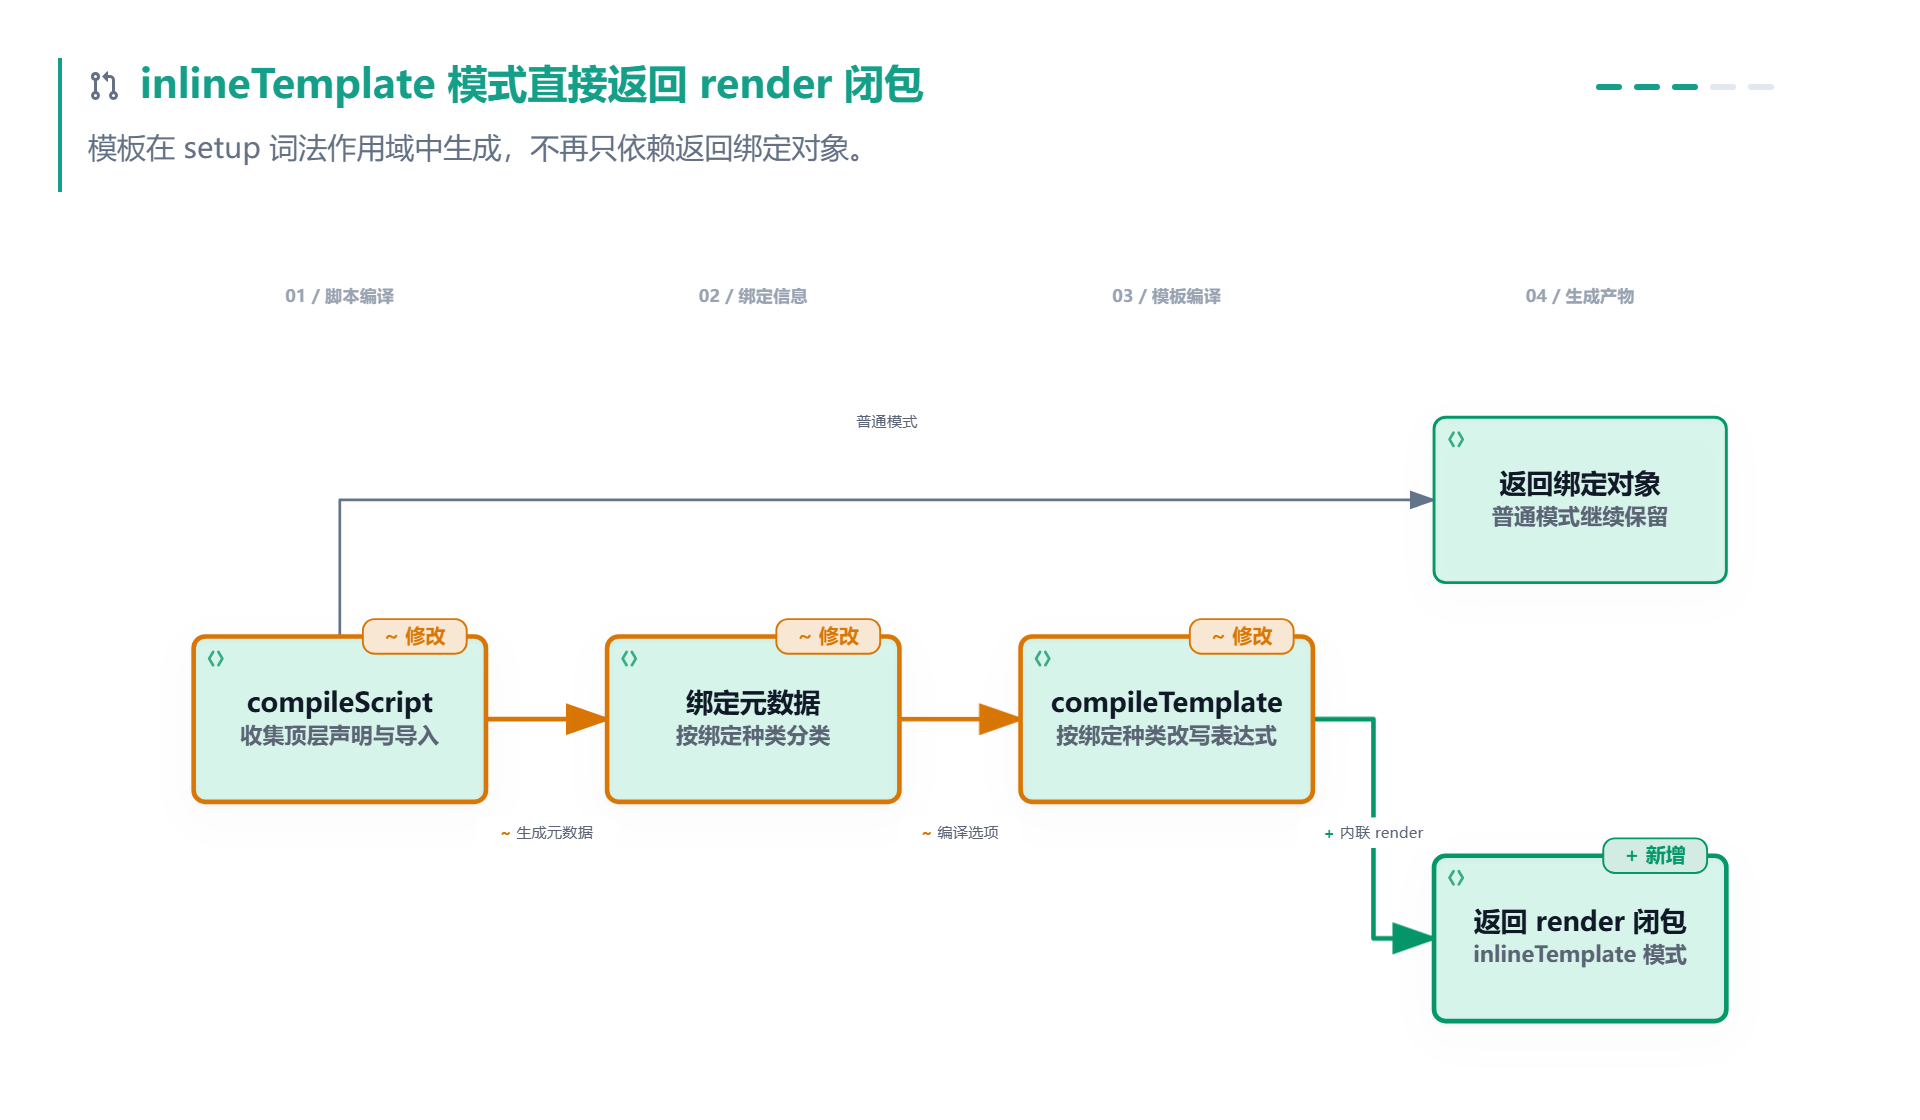 inlineTemplate 模式直接返回 render 闭包
模板在 setup 词法作用域中生成，不再只依赖返回绑定对象。
01 / 脚本编译
02 / 绑定信息
03 / 模板编译
04 / 生成产物
普通模式
返回绑定对象
普通模式继续保留
~ 修改
compileScript
收集顶层声明与导入
~ 修改
绑定元数据
按绑定种类分类
~ 修改
compileTemplate
按绑定种类改写表达式
~ 生成元数据
~ 编译选项
+ 内联 render
+ 新增
返回 render 闭包
inlineTemplate 模式